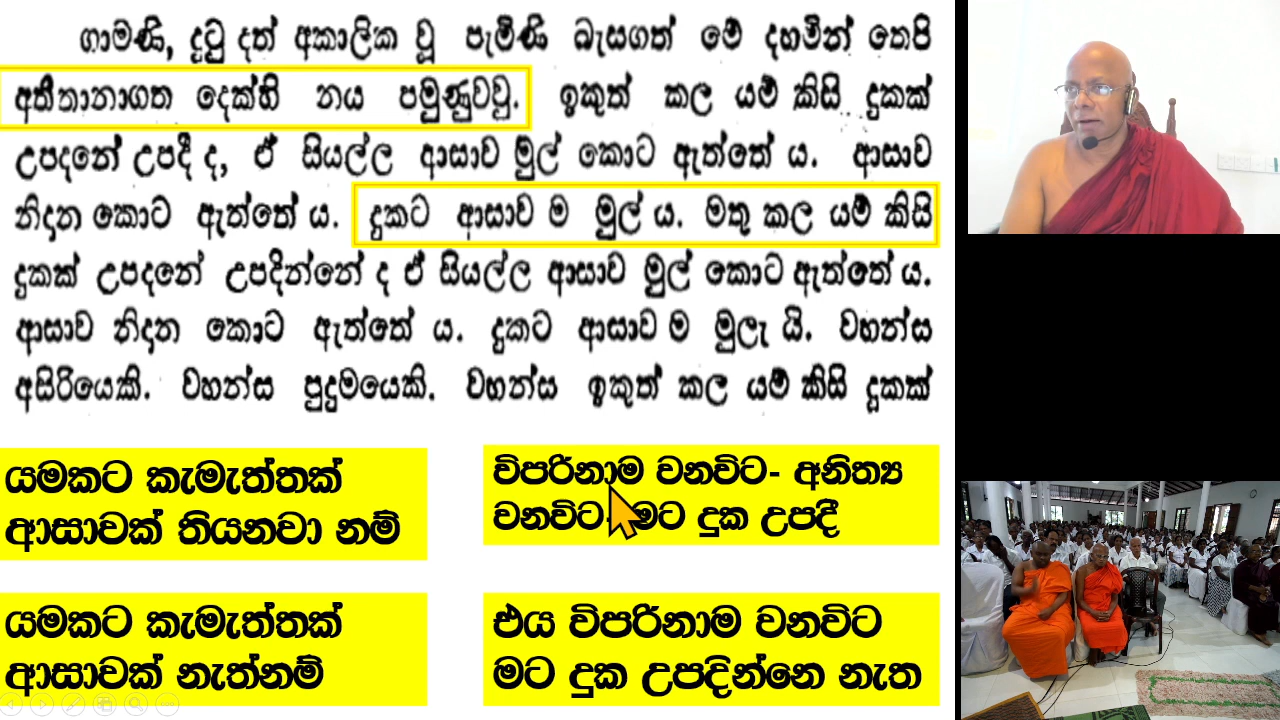 ගාමණි, දුටු දත් අකාලික වූ පැමිණි බැසගත් මේ දහමින් තෙපි
අතීතානාගත දෙක්හි නය පමුණුවවු. ඉකුත් කල යම් කිසි දුකක්
උපදනේ උපදී ද, ඒ සියල්ල ආසාව මුල් කොට ඇත්තේ ය. ආසාව
නිදන කොට ඇත්තේ ය. දුකට ආසාව ම මුල් ය. මතු කල යම් කිසි
දුකක් උපදනේ උපදින්නේ ද ඒ සියල්ල ආසාව මුල් කොට ඇත්තේ ය.
ආසාව නිදන කොට ඇත්තේ ය. දුකට ආසාව ම මුලැ යි. වහන්ස
අසිරියෙකි. වහන්ස පුදුමයෙකි. වහන්ස ඉකුත් කල යම් කිසි දුකක්
යමකට කැමැත්තක්
ආසාවක් තියනවා නම්
විපරිනාම වනවිට- අනිත්‍ය
වනවිට මට දුක උපදී
යමකට කැමැත්තක්
ආසාවක් නැත්නම්
එය විපරිනාම වනවිට
මට දුක උපදින්නෙ නැත